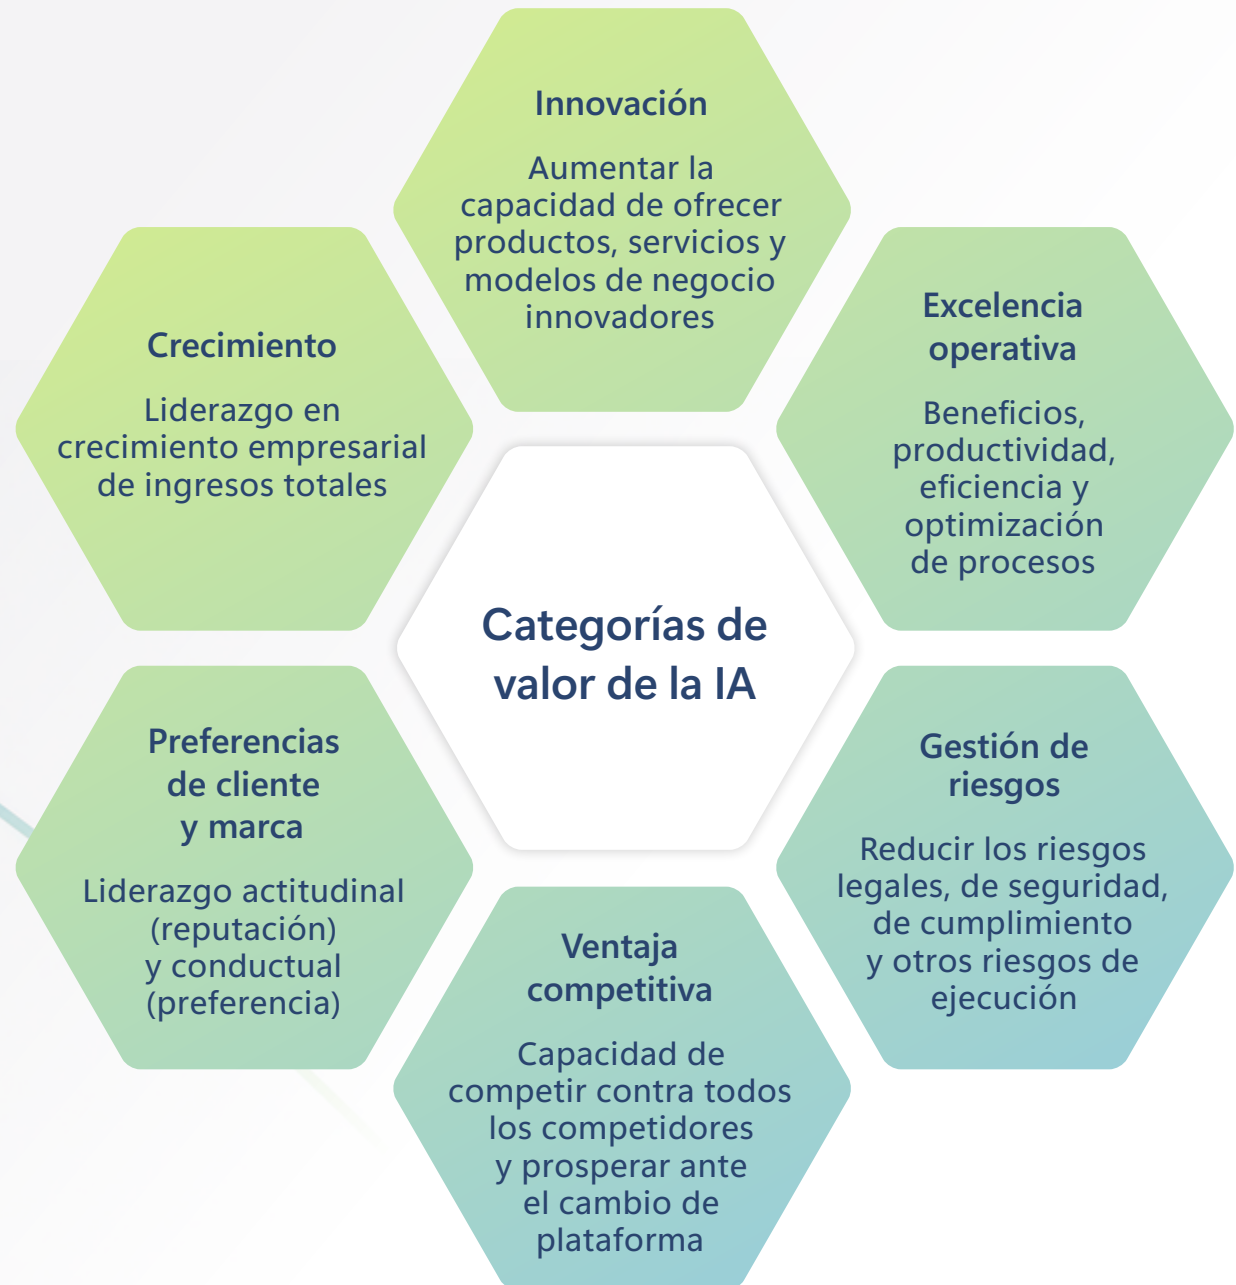 Innovación
Aumentar la
capacidad de ofrecer
productos, servicios y
modelos de negocio
innovadores
Excelencia
operativa
Beneficios,
productividad,
eficiencia y
optimización
de procesos
Crecimiento
Liderazgo en
crecimiento empresarial
de ingresos totales
Categorías de
valor de la IA
Preferencias
de cliente
y marca
Liderazgo actitudinal
(reputación)
y conductual
(preferencia)
Gestión de
riesgos
Reducir los riesgos
legales, de seguridad,
de cumplimiento
y otros riesgos de
ejecución
Ventaja
competitiva
Capacidad de
competir contra todos
los competidores
y prosperar ante
el cambio de
plataforma